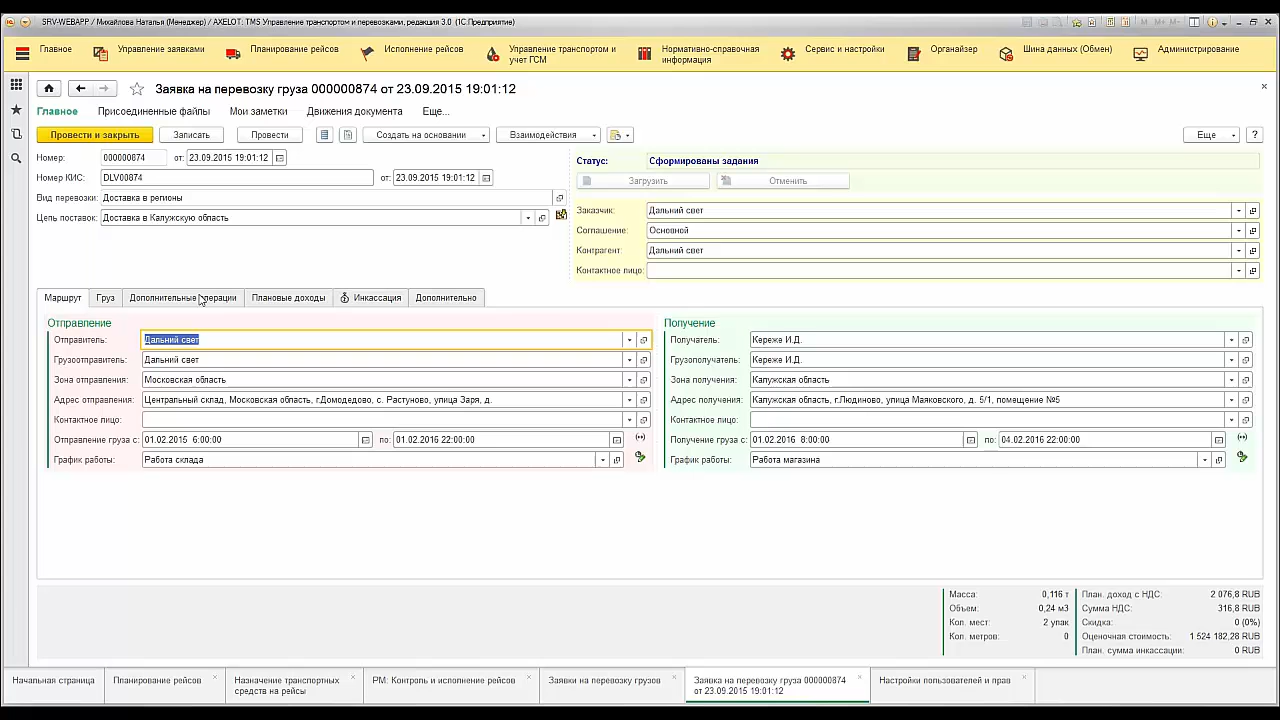 SRV-WEBAPP / Михайлова Наталья (Менеджер) / AXELOT: TMS Управление транспортом и перевозками, редакция 3.0 (1С:Предприятие)
Главное
Управление заявками
Планирование рейсов
Исполнение рейсов
Управление транспортом и учет ГСМ
Нормативно-справочная информация
Сервис и настройки
Органайзер
Шина данных (Обмен)
Администрирование
Заявка на перевозку груза 000000874 от 23.09.2015 19:01:12
Главное Присоединенные файлы Мои заметки Движения документа Еще...
Провести и закрыть Записать Провести Создать на основании Взаимодействия Еще ?
Номер: 000000874 от: 23.09.2015 19:01:12
Номер КИС: DLV00874 от: 23.09.2015 19:01:12
Вид перевозки: Доставка в регионы
Цепь поставок: Доставка в Калужскую область
Статус: Сформированы задания
Загрузить Отменить
Заказчик: Дальний свет
Соглашение: Основной
Контрагент: Дальний свет
Контактное лицо:
Маршрут Груз Дополнительные операции Плановые доходы Инкассация Дополнительно
Отправление
Отправитель: Дальний свет
Грузоотправитель: Дальний свет
Зона отправления: Московская область
Адрес отправления: Центральный склад, Московская область, г.Домодедово, с. Растуново, улица Заря, д.
Контактное лицо:
Отправление груза с: 01.02.2015 6:00:00 по: 01.02.2016 22:00:00
График работы: Работа склада
Получение
Получатель: Кереже И.Д.
Грузополучатель: Кереже И.Д.
Зона получения: Калужская область
Адрес получения: Калужская область, г.Людиново, улица Маяковского, д. 5/1, помещение №5
Контактное лицо:
Получение груза с: 01.02.2016 8:00:00 по: 04.02.2016 22:00:00
График работы: Работа магазина
Масса: 0,116 т
Объем: 0,24 м3
Кол. мест: 2 упак
Кол. метров: 0
План. доход с НДС: 2 076,8 RUB
Сумма НДС: 316,8 RUB
Скидка: 0 (0%)
Оценочная стоимость: 1 524 182,28 RUB
План. сумма инкассации: 0 RUB
Начальная страница
Планирование рейсов
Назначение транспортных средств на рейсы
РМ: Контроль и исполнение рейсов
Заявки на перевозку грузов
Заявка на перевозку груза 000000874 от 23.09.2015 19:01:12
Настройки пользователей и прав